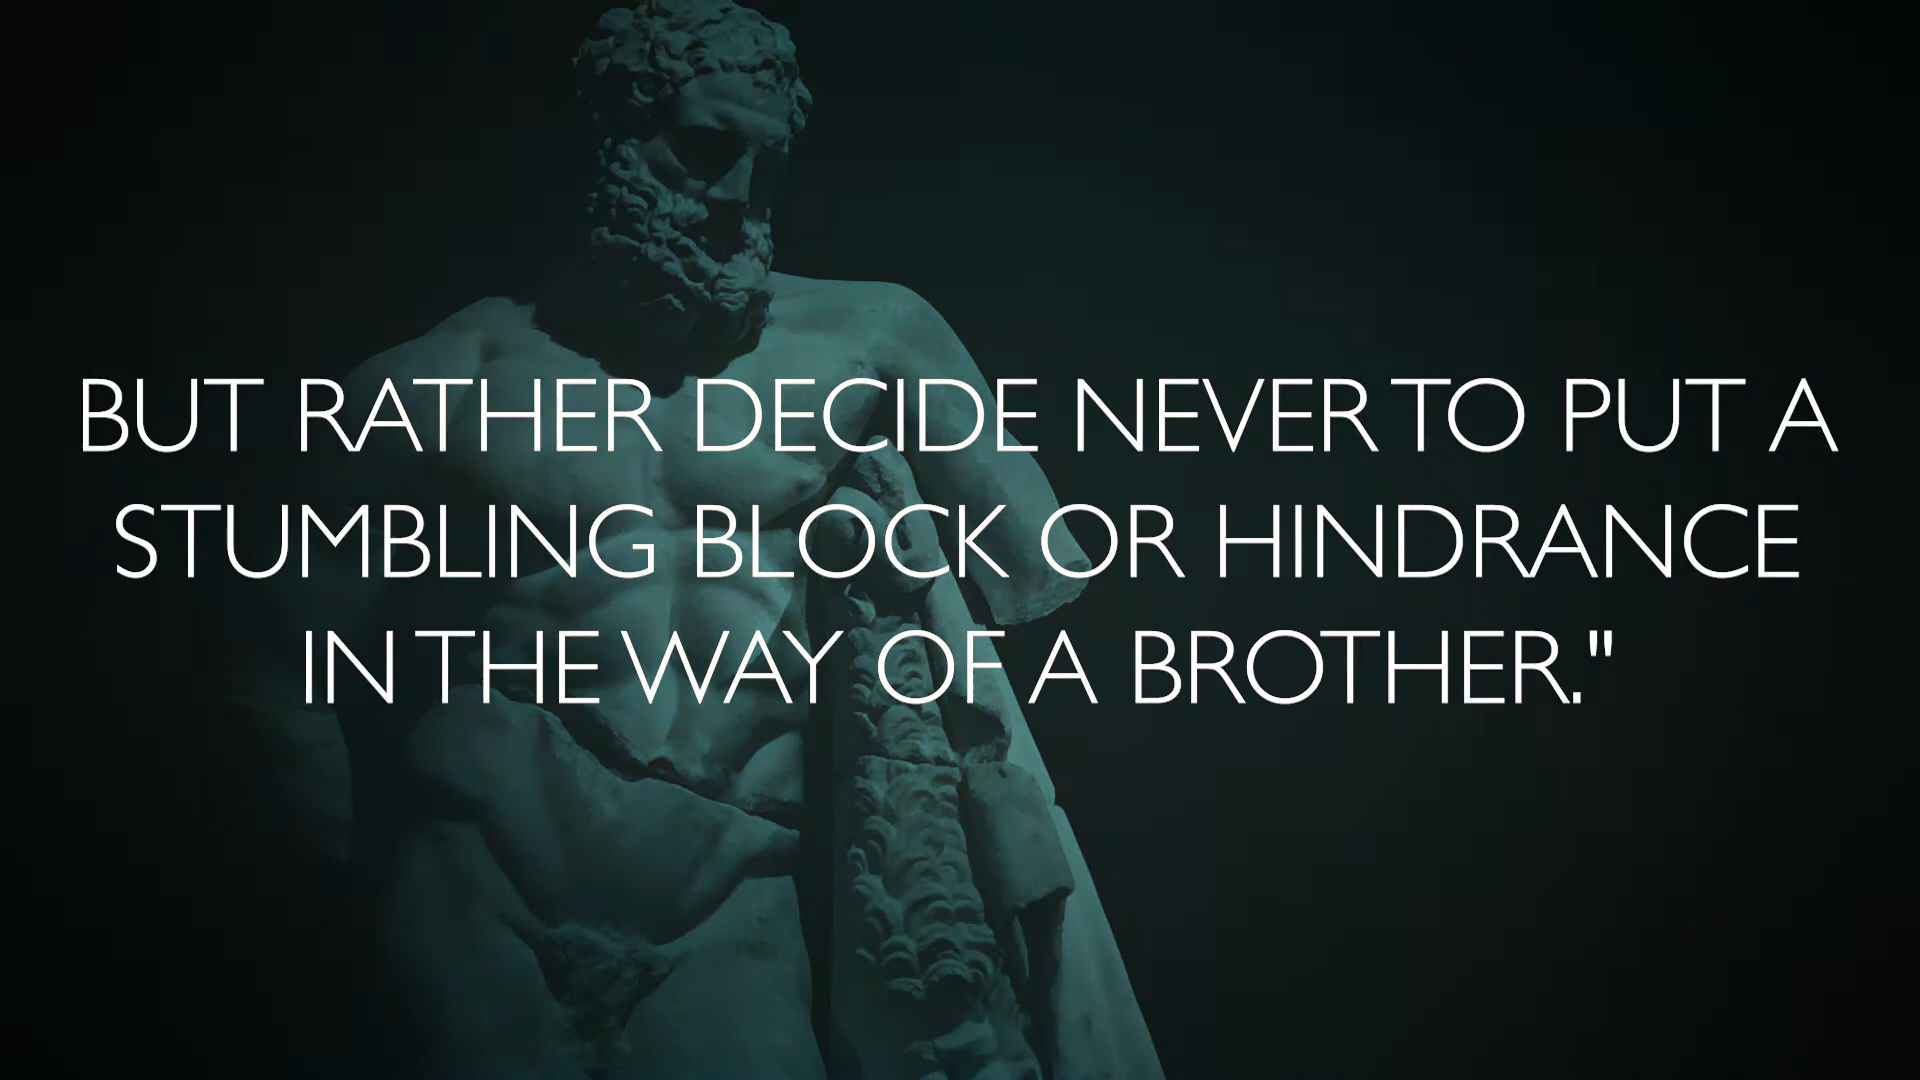 BUT RATHER DECIDE NEVER TO PUT A
STUMBLING BLOCK OR HINDRANCE
IN THE WAY OF A BROTHER."